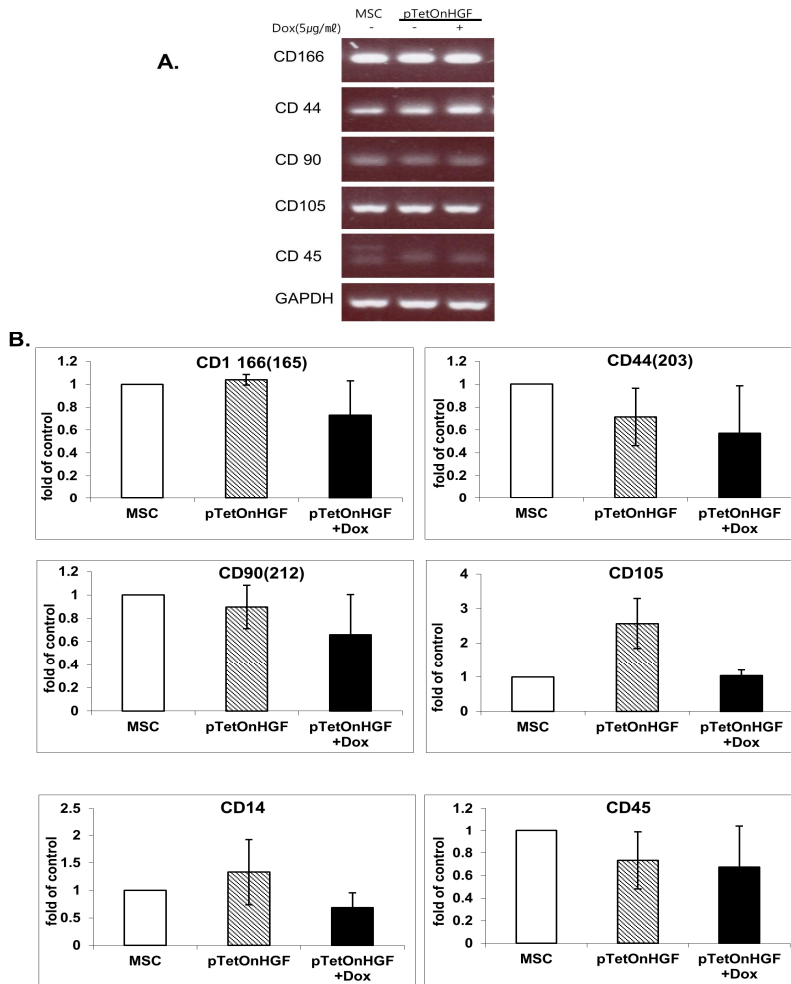 MSC pTetOnHGF
Dox(5μg/㎖) - - +
A.
CD166
CD 44
CD 90
CD105
CD 45
GAPDH
B.
CD1 166(165)
fold of control
1.2
1
0.8
0.6
0.4
0.2
0
MSC pTetOnHGF pTetOnHGF
+Dox
CD44(203)
fold of control
1.2
1
0.8
0.6
0.4
0.2
0
MSC pTetOnHGF pTetOnHGF
+Dox
CD90(212)
fold of control
1.2
1
0.8
0.6
0.4
0.2
0
MSC pTetOnHGF pTetOnHGF
+Dox
CD105
fold of control
4
3
2
1
0
MSC pTetOnHGF pTetOnHGF
+Dox
CD14
fold of control
2.5
2
1.5
1
0.5
0
MSC pTetOnHGF pTetOnHGF
+Dox
CD45
fold of control
1.2
1
0.8
0.6
0.4
0.2
0
MSC pTetOnHGF pTetOnHGF
+Dox